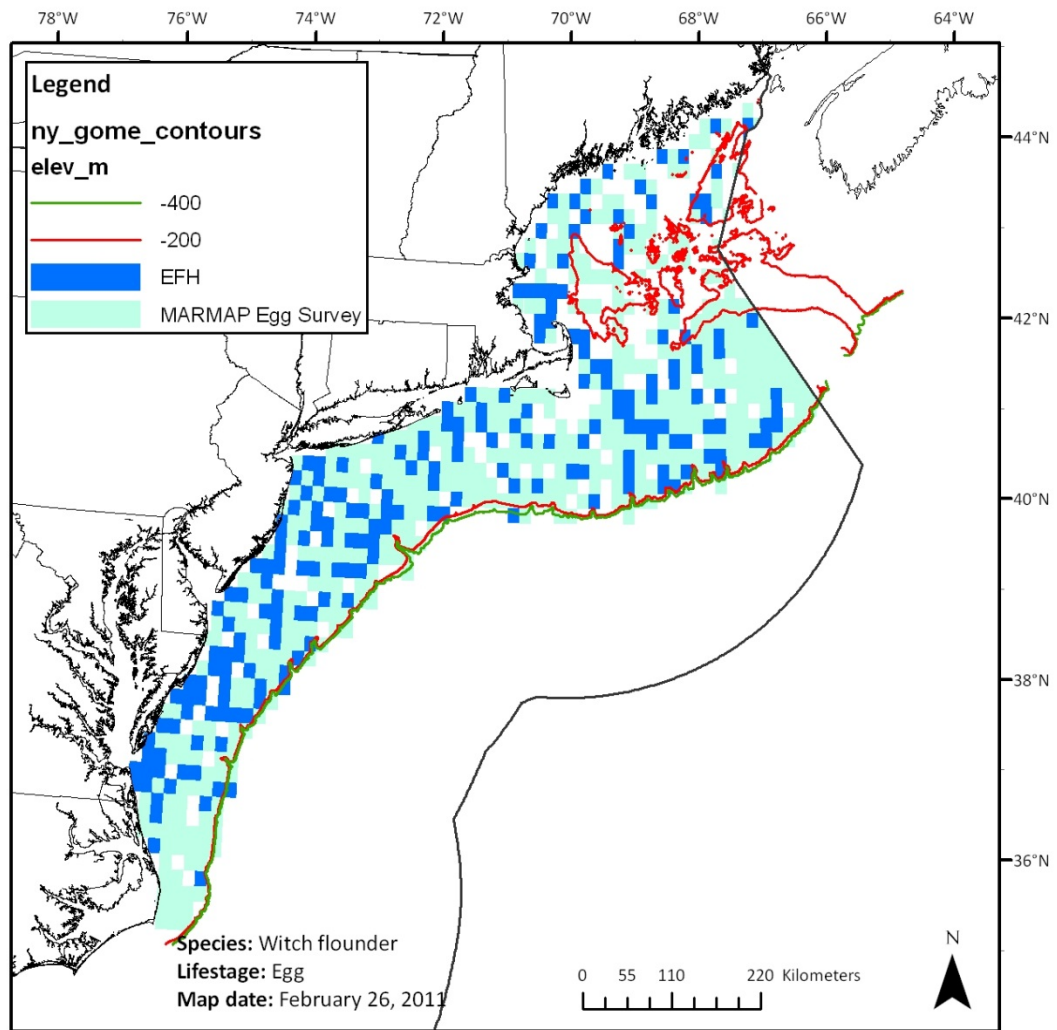 78°W 76°W 74°W 72°W 70°W 68°W 66°W 64°W
Legend
ny_gome_contours
elev_m
-400
-200
EFH
MARMAP Egg Survey
44°N
42°N
40°N
38°N
36°N
Species: Witch flounder
Lifestage: Egg
Map date: February 26, 2011
0 55 110 220 Kilometers
N